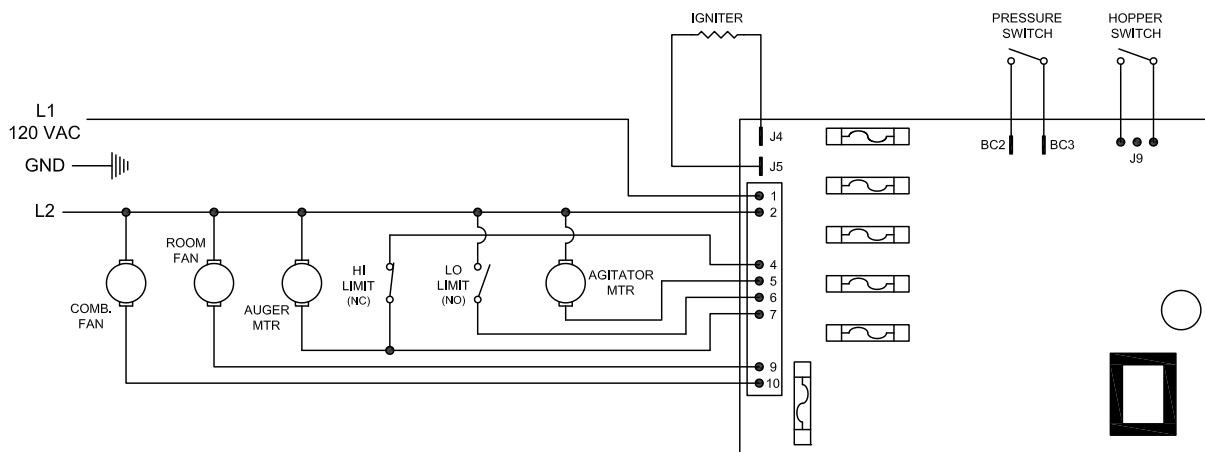 IGNITER
PRESSURE
SWITCH
HOPPER
SWITCH
L1
120 VAC
GND
L2
J4
J5
BC2
BC3
J9
1
2
4
5
6
7
9
10
ROOM
FAN
COMB.
FAN
AUGER
MTR
HI
LIMIT
(NC)
LO
LIMIT
(NO)
AGITATOR
MTR